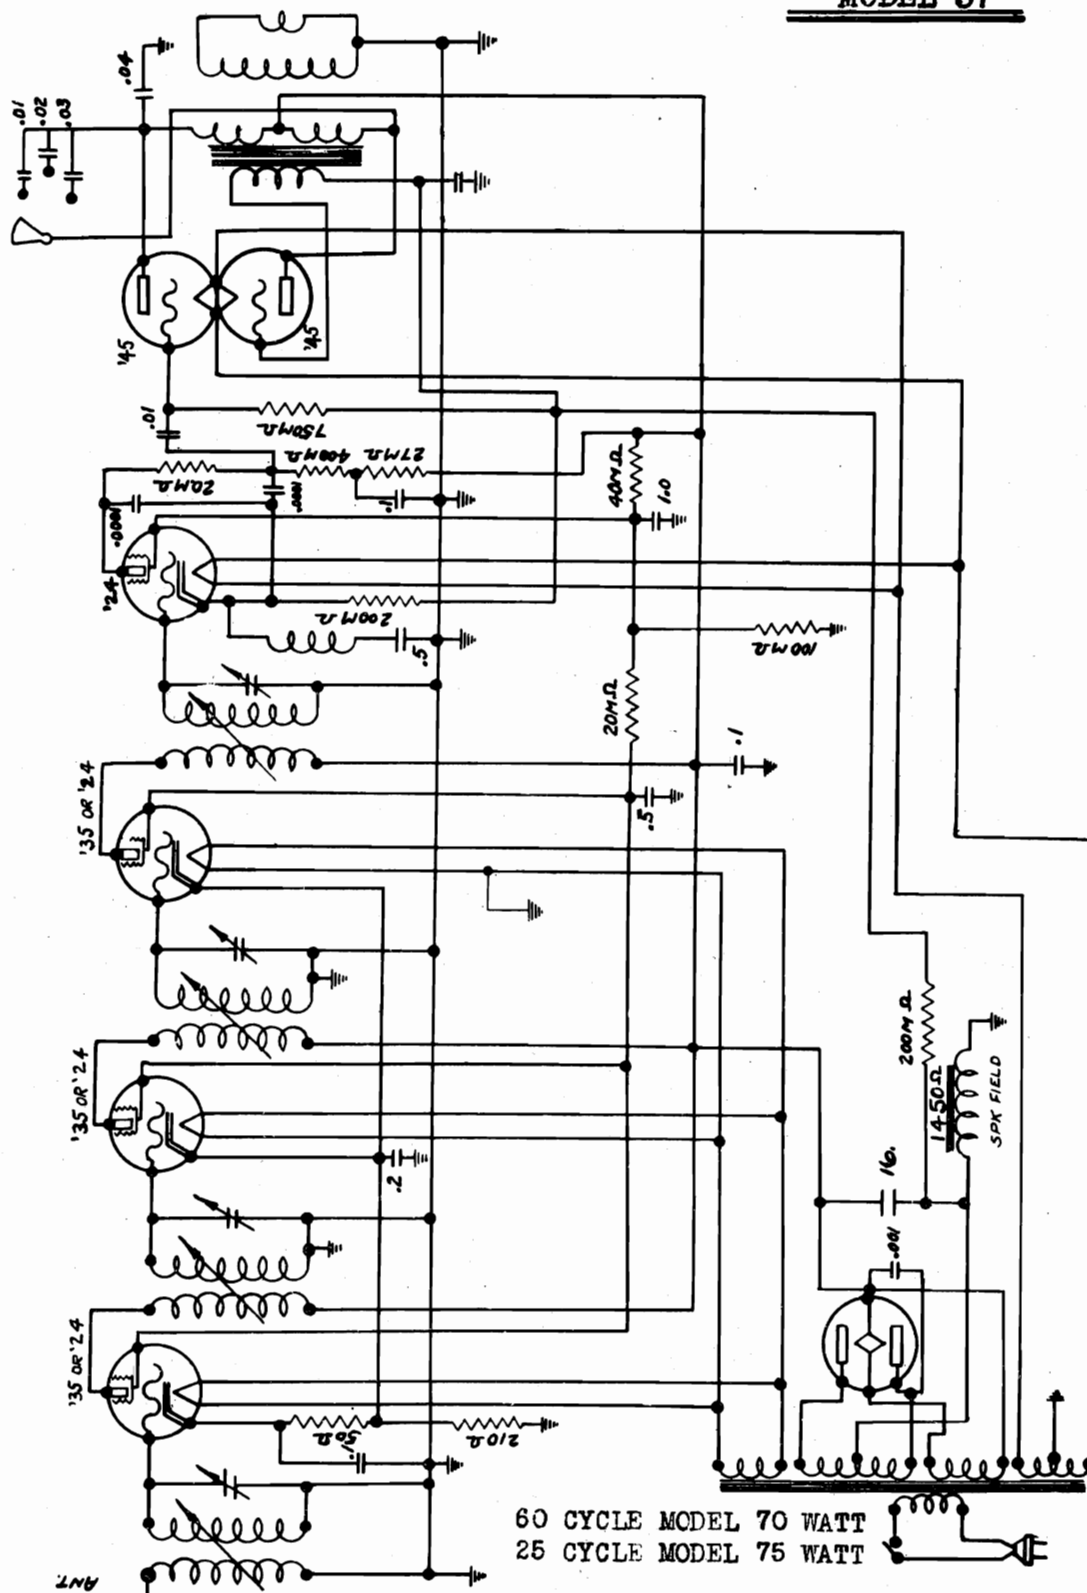 MODEL 37
.01
.02
.03
.04
'45
'45
.01
750MΩ
400MΩ
27MΩ
20MΩ
.0001
.0001
.1
40MΩ
1.0
'24
200MΩ
.5
100MΩ
20MΩ
.1
.5
'35 OR '24
'35 OR '24
.2
200MΩ
1450Ω
SPK FIELD
16.
.001
'35 OR '24
50Ω
210Ω
.1
60 CYCLE MODEL 70 WATT
25 CYCLE MODEL 75 WATT
ANT.